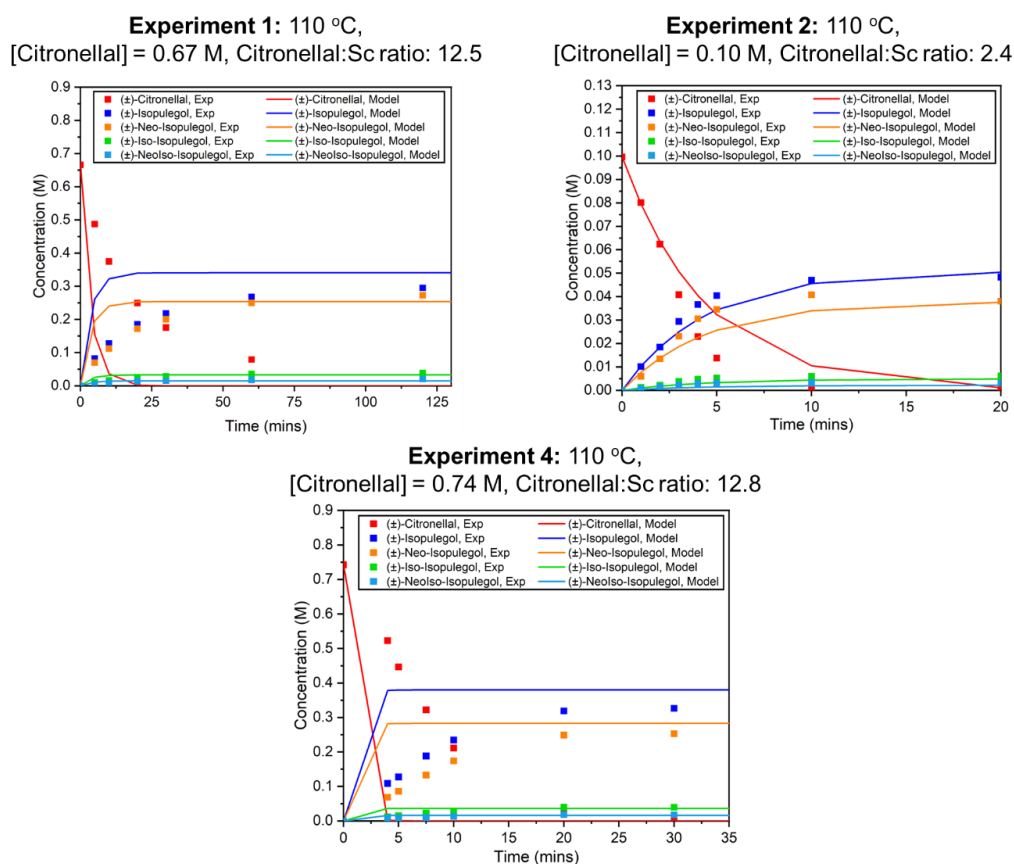 Experiment 1: 110 °C,
[Citronellal] = 0.67 M, Citronellal:Sc ratio: 12.5
(±)-Citronellal, Exp (±)-Citronellal, Model
(±)-Isopulegol, Exp (±)-Isopulegol, Model
(±)-Neo-Isopulegol, Exp (±)-Neo-Isopulegol, Model
(±)-Iso-Isopulegol, Exp (±)-Iso-Isopulegol, Model
(±)-NeoIso-Isopulegol, Exp (±)-NeoIso-Isopulegol, Model
0.9
0.8
0.7
0.6
0.5
0.4
0.3
0.2
0.1
0.0
Concentration (M)
0 25 50 75 100 125
Time (mins)
Experiment 2: 110 °C,
[Citronellal] = 0.10 M, Citronellal:Sc ratio: 2.4
(±)-Citronellal, Exp (±)-Citronellal, Model
(±)-Isopulegol, Exp (±)-Isopulegol, Model
(±)-Neo-Isopulegol, Exp (±)-Neo-Isopulegol, Model
(±)-Iso-Isopulegol, Exp (±)-Iso-Isopulegol, Model
(±)-NeoIso-Isopulegol, Exp (±)-NeoIso-Isopulegol, Model
0.13
0.12
0.11
0.10
0.09
0.08
0.07
0.06
0.05
0.04
0.03
0.02
0.01
0.00
Concentration (M)
0 5 10 15 20
Time (mins)
Experiment 4: 110 °C,
[Citronellal] = 0.74 M, Citronellal:Sc ratio: 12.8
(±)-Citronellal, Exp (±)-Citronellal, Model
(±)-Isopulegol, Exp (±)-Isopulegol, Model
(±)-Neo-Isopulegol, Exp (±)-Neo-Isopulegol, Model
(±)-Iso-Isopulegol, Exp (±)-Iso-Isopulegol, Model
(±)-NeoIso-Isopulegol, Exp (±)-NeoIso-Isopulegol, Model
0.9
0.8
0.7
0.6
0.5
0.4
0.3
0.2
0.1
0.0
Concentration (M)
0 5 10 15 20 25 30 35
Time (mins)